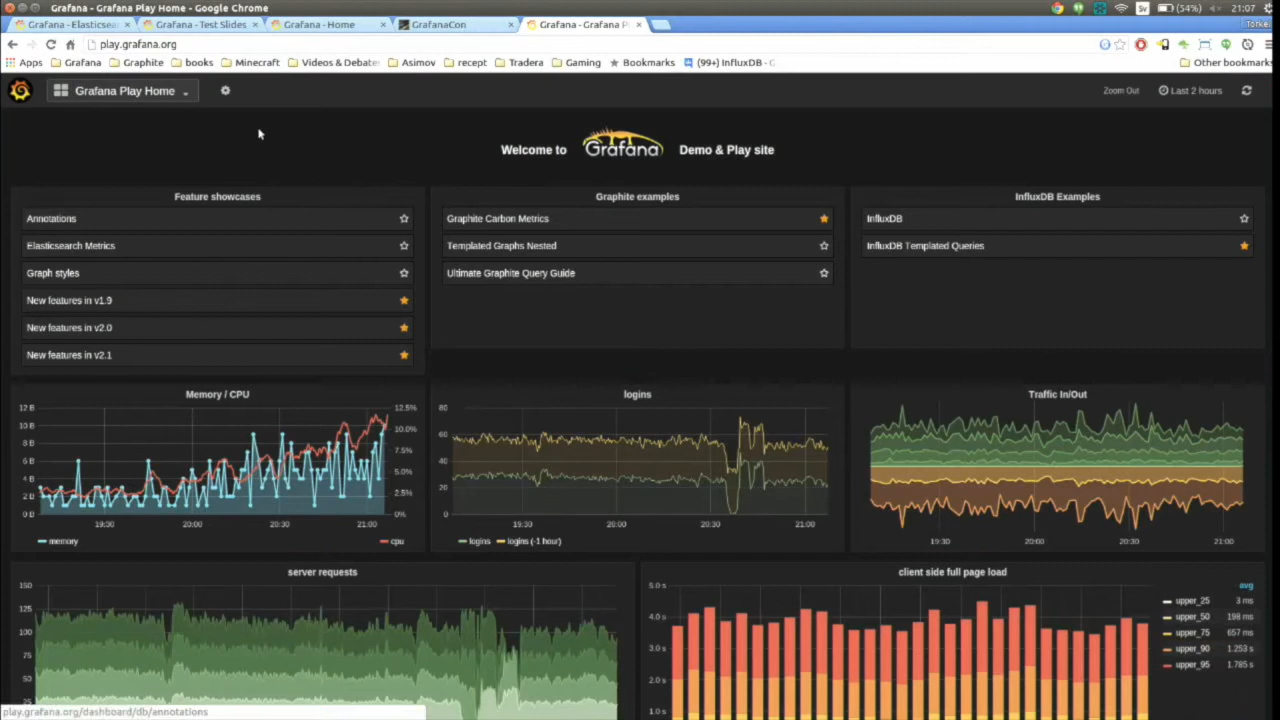 Grafana - Grafana Play Home - Google Chrome
(54%)
Sv
21:07
Grafana - Elasticsea
Grafana - Test Slides
Grafana - Home
GrafanaCon
Grafana - Grafana P
play.grafana.org
Apps
Grafana
Graphite
books
Minecraft
Videos & Debate
Asimov
recept
Tradera
Gaming
Bookmarks
(99+) InfluxDB - G
Other bookmarks
Grafana Play Home
Zoom Out
Last 2 hours
Welcome to
Grafana
Demo & Play site
Feature showcases
Annotations
Elasticsearch Metrics
Graph styles
New features in v1.9
New features in v2.0
New features in v2.1
Graphite examples
Graphite Carbon Metrics
Templated Graphs Nested
Ultimate Graphite Query Guide
InfluxDB Examples
InfluxDB
InfluxDB Templated Queries
Memory / CPU
12 B
10 B
8 B
6 B
4 B
2 B
0 B
12.5%
10.0%
7.5%
5.0%
2.5%
0%
19:30 20:00 20:30 21:00
memory
cpu
logins
80
60
40
20
0
19:30 20:00 20:30 21:00
logins
logins (-1 hour)
Traffic In/Out
19:30 20:00 20:30 21:00
server requests
150
125
100
75
50
25
client side full page load
5.0 s
4.0 s
3.0 s
2.0 s
1.0 s
avg
upper_25 3 ms
upper_50 198 ms
upper_75 657 ms
upper_90 1.253 s
upper_95 1.785 s
play.grafana.org/dashboard/db/annotations